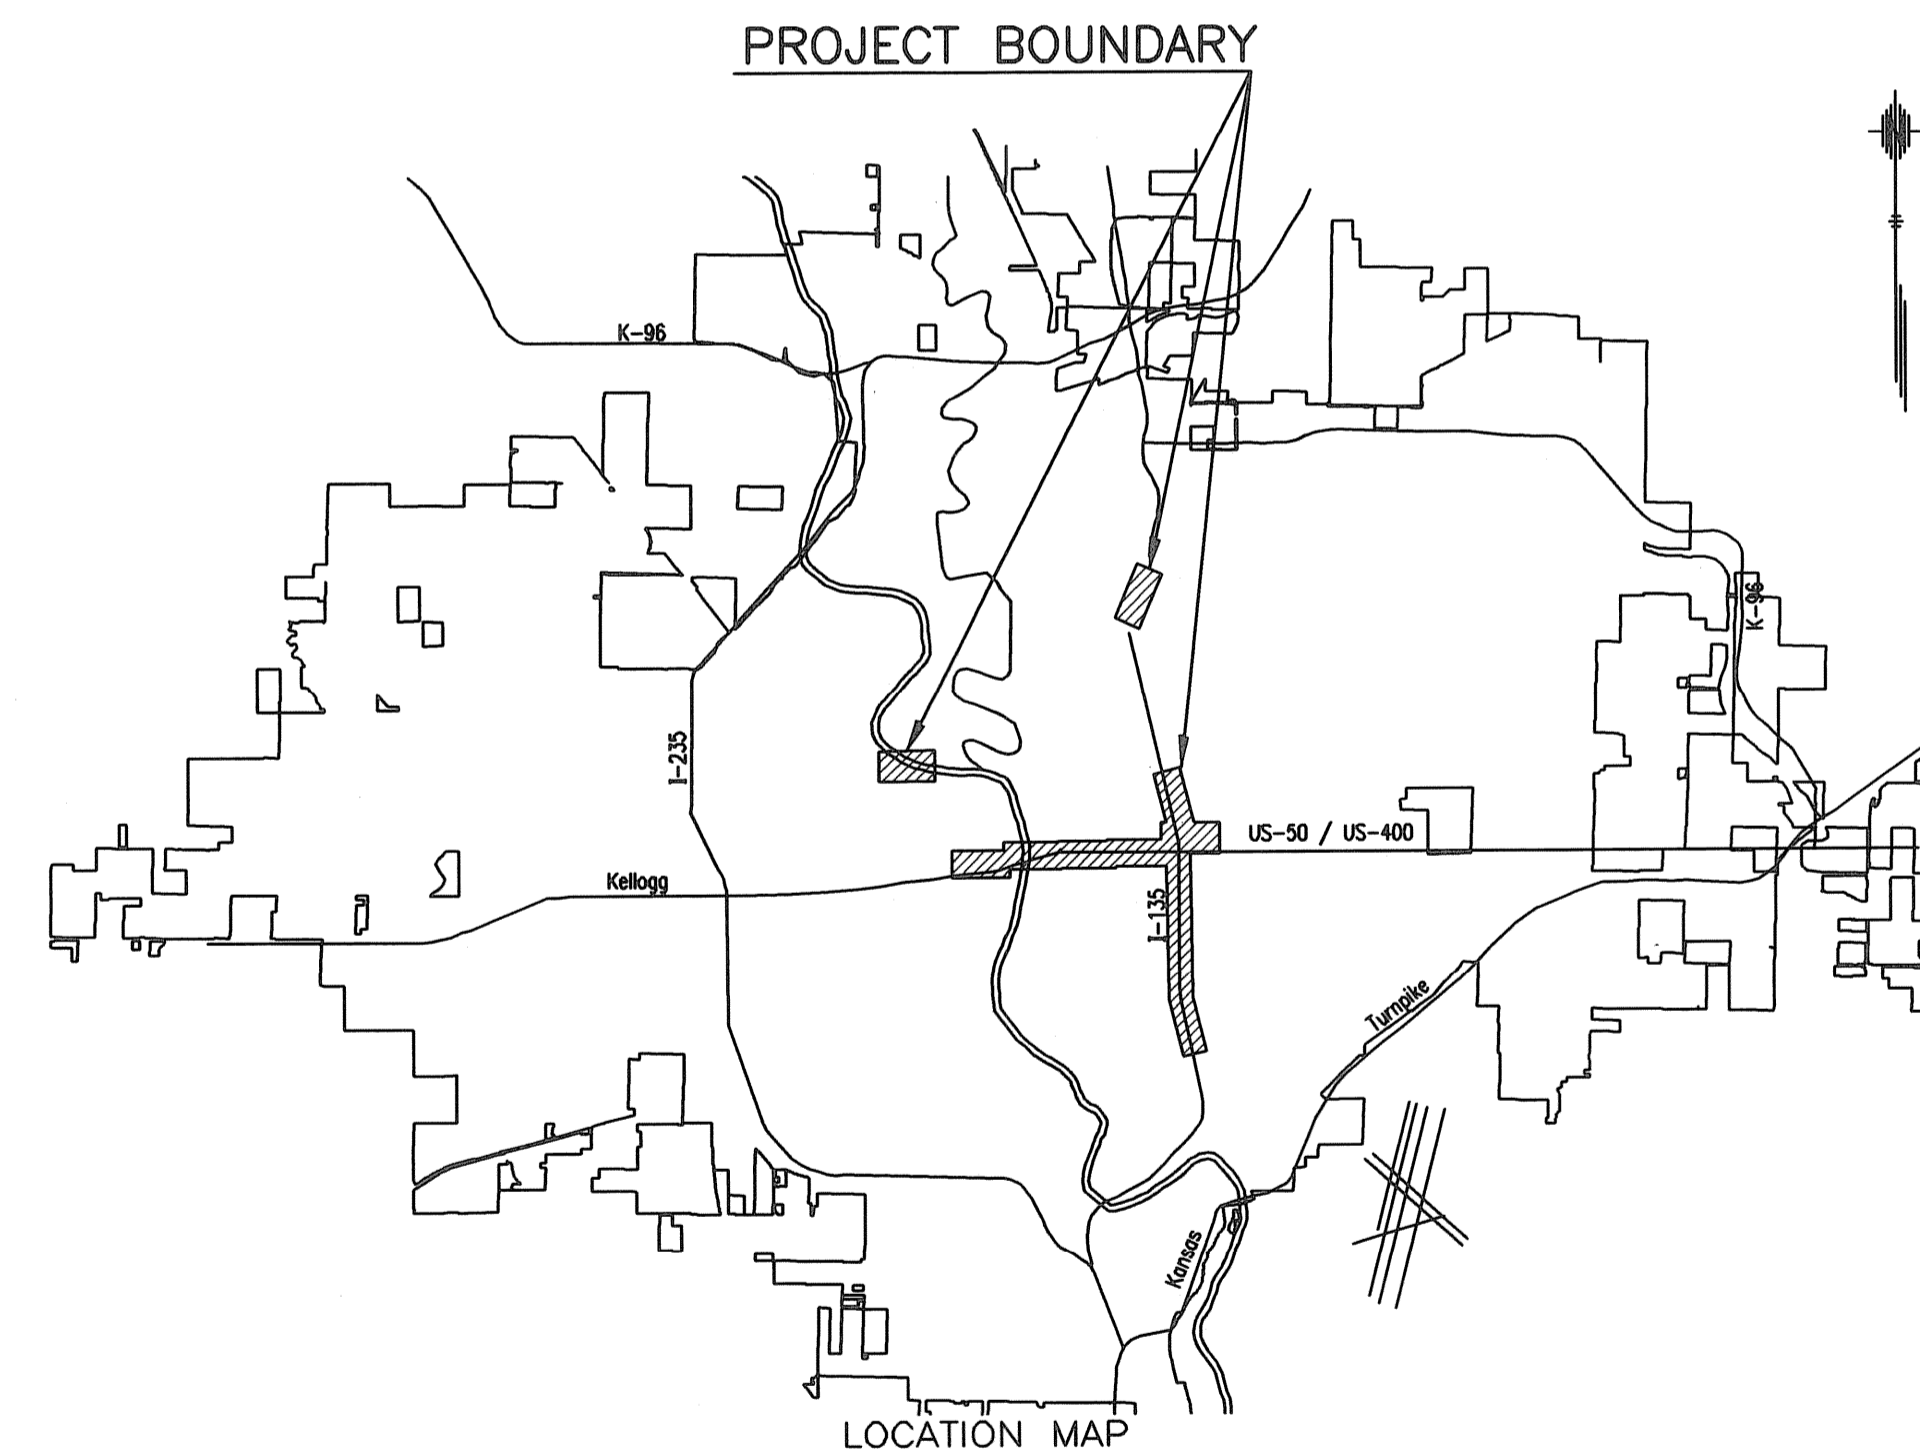 PROJECT BOUNDARY
K-96
K-96
I-235
US-50 / US-400
Kellogg
I-135
Turnpike
Kansas
LOCATION MAP